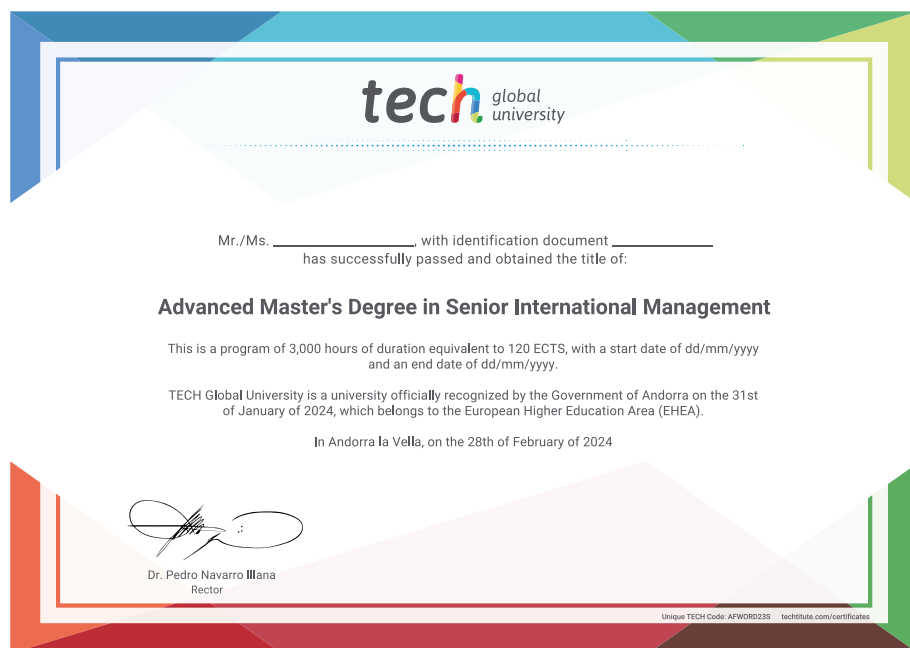 tech global university
Mr./Ms. ____________________, with identification document ______________
has successfully passed and obtained the title of:
Advanced Master's Degree in Senior International Management
This is a program of 3,000 hours of duration equivalent to 120 ECTS, with a start date of dd/mm/yyyy
and an end date of dd/mm/yyyy.
TECH Global University is a university officially recognized by the Government of Andorra on the 31st
of January of 2024, which belongs to the European Higher Education Area (EHEA).
In Andorra la Vella, on the 28th of February of 2024
Dr. Pedro Navarro Illana
Rector
Unique TECH Code: AFWORD23S techtitute.com/certificates